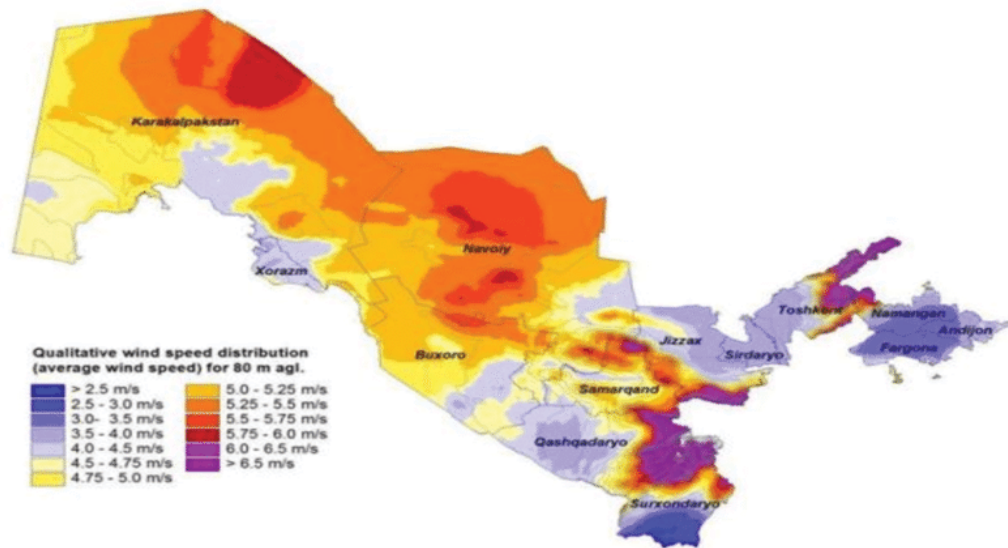 Karakalpakstan
Navoiy
Xorazm
Toshkent
Namangan
Andijon
Fargona
Jizzax
Sirdaryo
Buxoro
Samarqand
Qashqadaryo
Surxondaryo
Qualitative wind speed distribution
(average wind speed) for 80 m agl.
> 2.5 m/s
2.5 - 3.0 m/s
3.0- 3.5 m/s
3.5 - 4.0 m/s
4.0 - 4.5 m/s
4.5 - 4.75 m/s
4.75 - 5.0 m/s
5.0 - 5.25 m/s
5.25 - 5.5 m/s
5.5 - 5.75 m/s
5.75 - 6.0 m/s
6.0 - 6.5 m/s
> 6.5 m/s